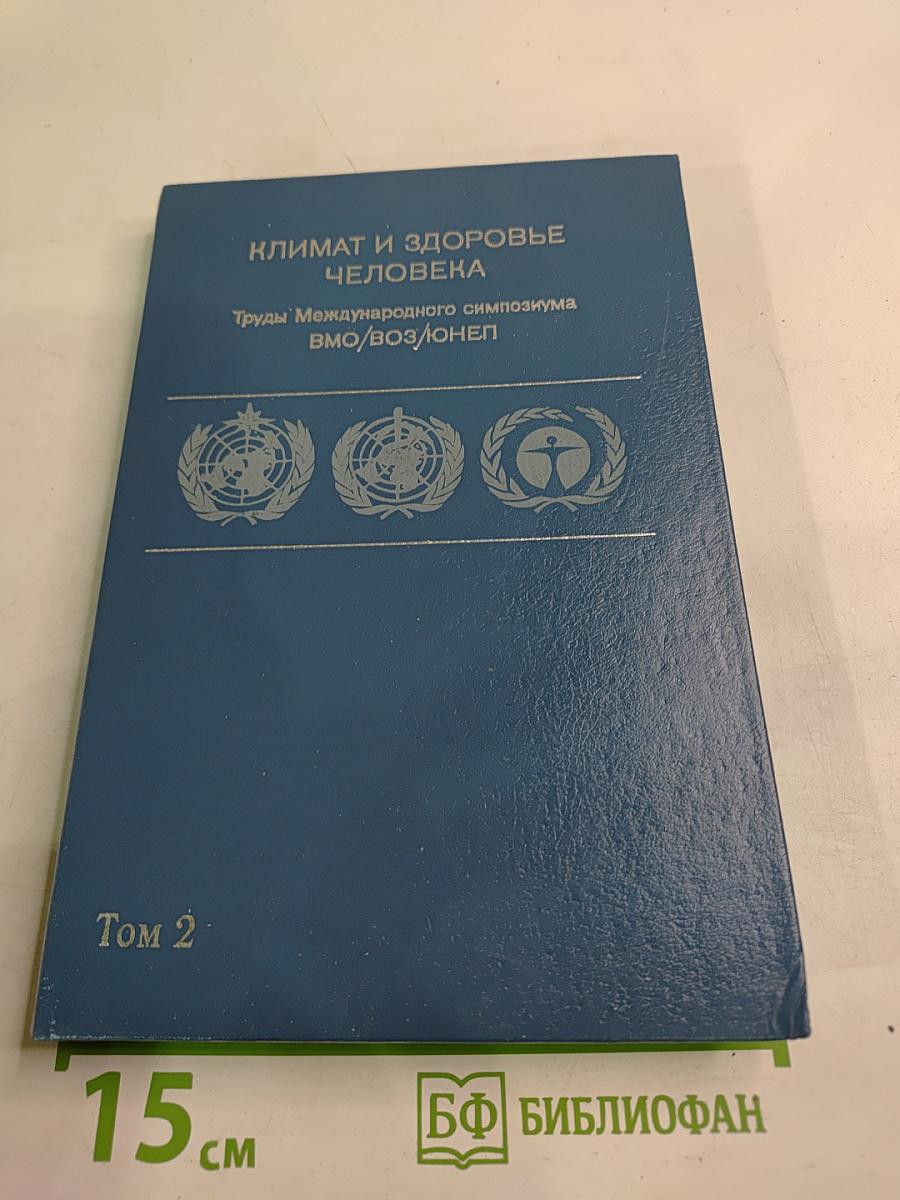 КЛИМАТ И ЗДОРОВЬЕ
ЧЕЛОВЕКА
Труды Международного симпозиума
ВМО/ВОЗ/ЮНЕП
Том 2
15 см
БФ БИБЛИОФАН